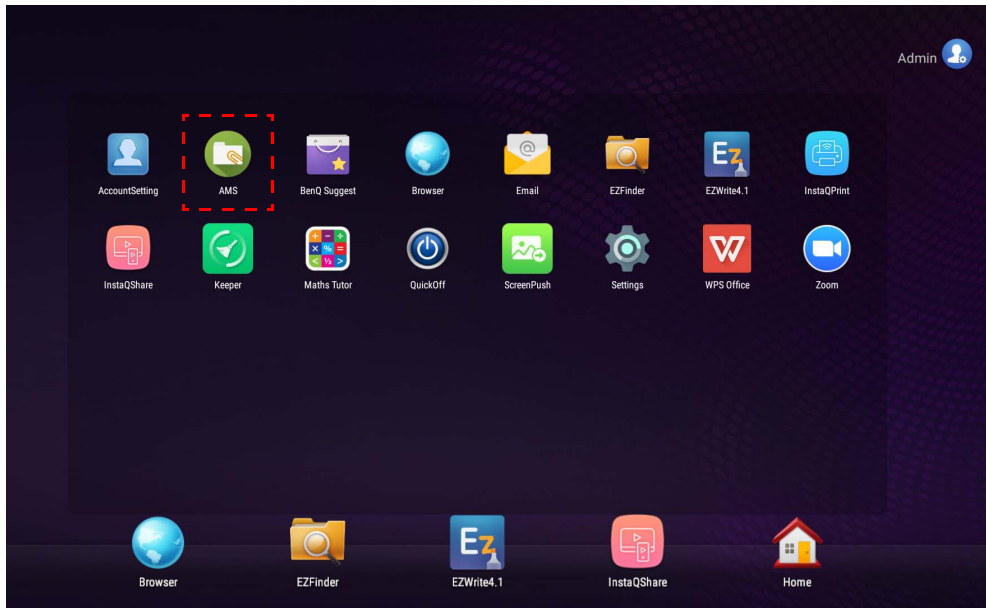 Admin
AccountSetting AMS BenQ Suggest Browser Email EZFinder EZWrite4.1 InstaQPrint
InstaQShare Keeper Maths Tutor QuickOff ScreenPush Settings WPS Office Zoom
Browser EZFinder EZWrite4.1 InstaQShare Home